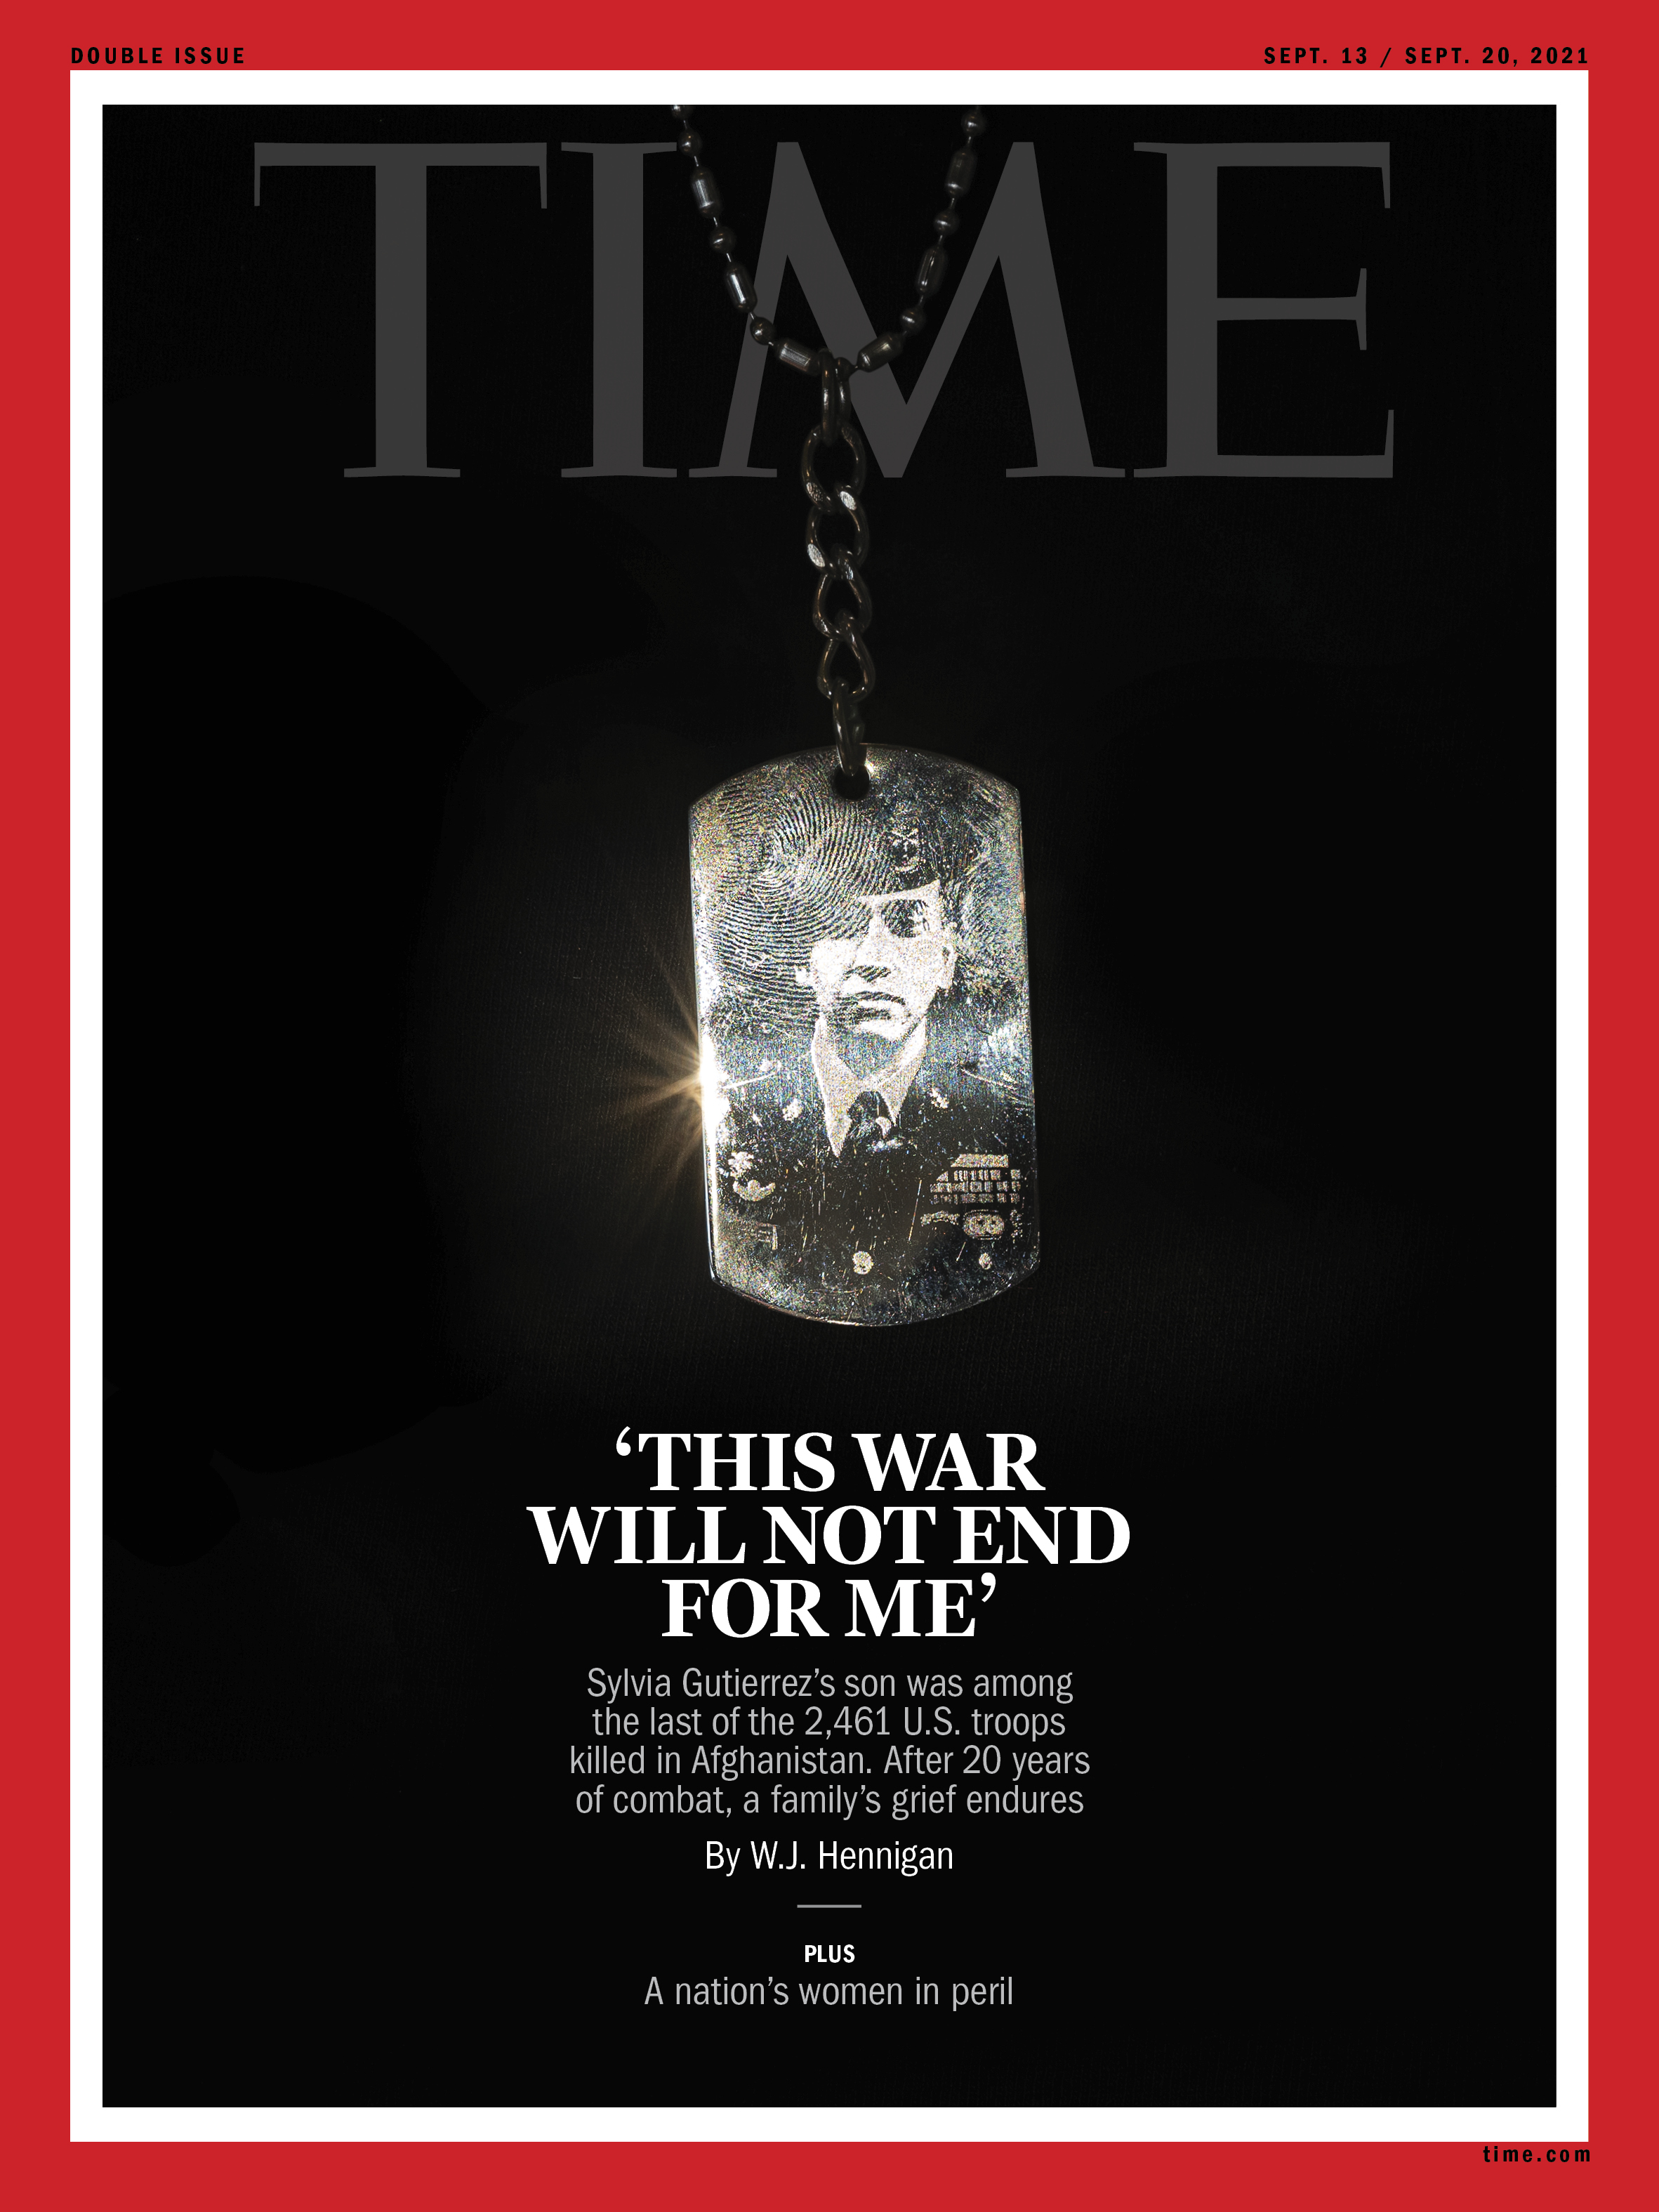 DOUBLE ISSUE
SEPT. 13 / SEPT. 20, 2021
TIME
‘THIS WAR
WILL NOT END
FOR ME’
Sylvia Gutierrez’s son was among
the last of the 2,461 U.S. troops
killed in Afghanistan. After 20 years
of combat, a family’s grief endures
By W.J. Hennigan
PLUS
A nation’s women in peril
time.com